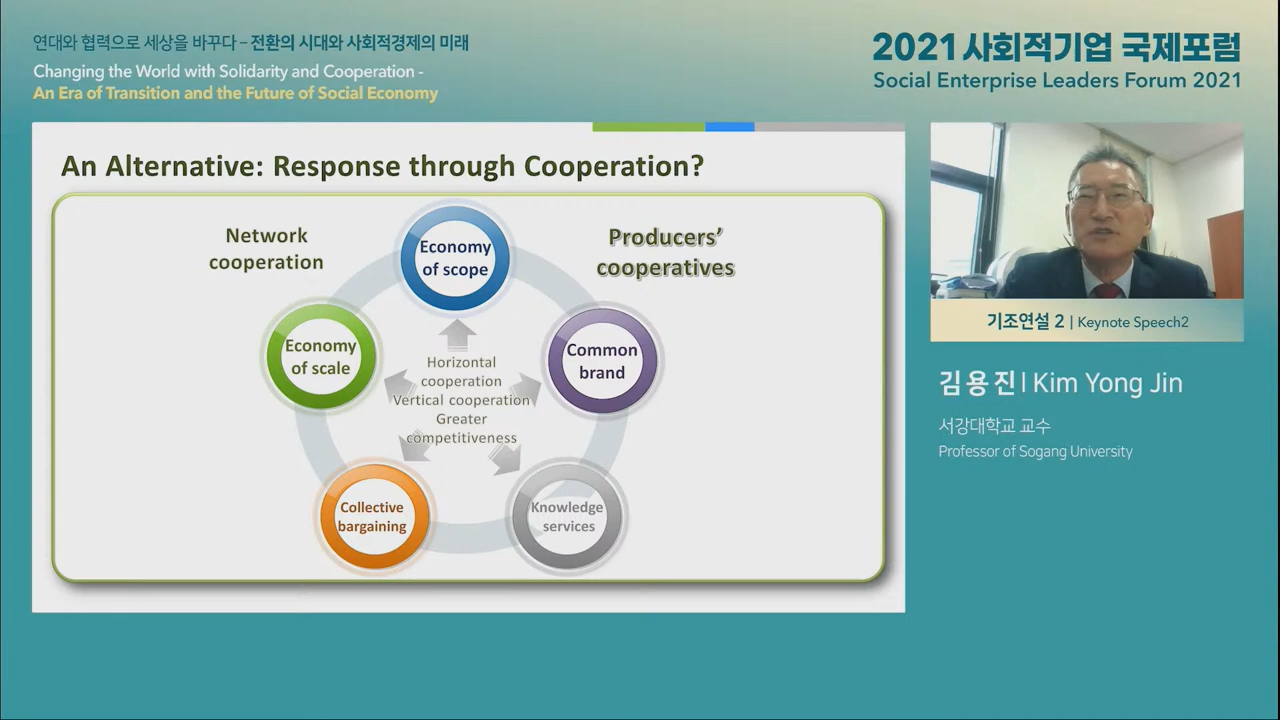 연대와 협력으로 세상을 바꾸다 – 전환의 시대와 사회적경제의 미래
Changing the World with Solidarity and Cooperation -
An Era of Transition and the Future of Social Economy
2021 사회적기업 국제포럼
Social Enterprise Leaders Forum 2021
An Alternative: Response through Cooperation?
Network
cooperation
Economy
of scope
Producers’
cooperatives
Economy
of scale
Common
brand
Horizontal
cooperation
Vertical cooperation
Greater
competitiveness
Collective
bargaining
Knowledge
services
기조연설 2 | Keynote Speech2
김용진 | Kim Yong Jin
서강대학교 교수
Professor of Sogang University